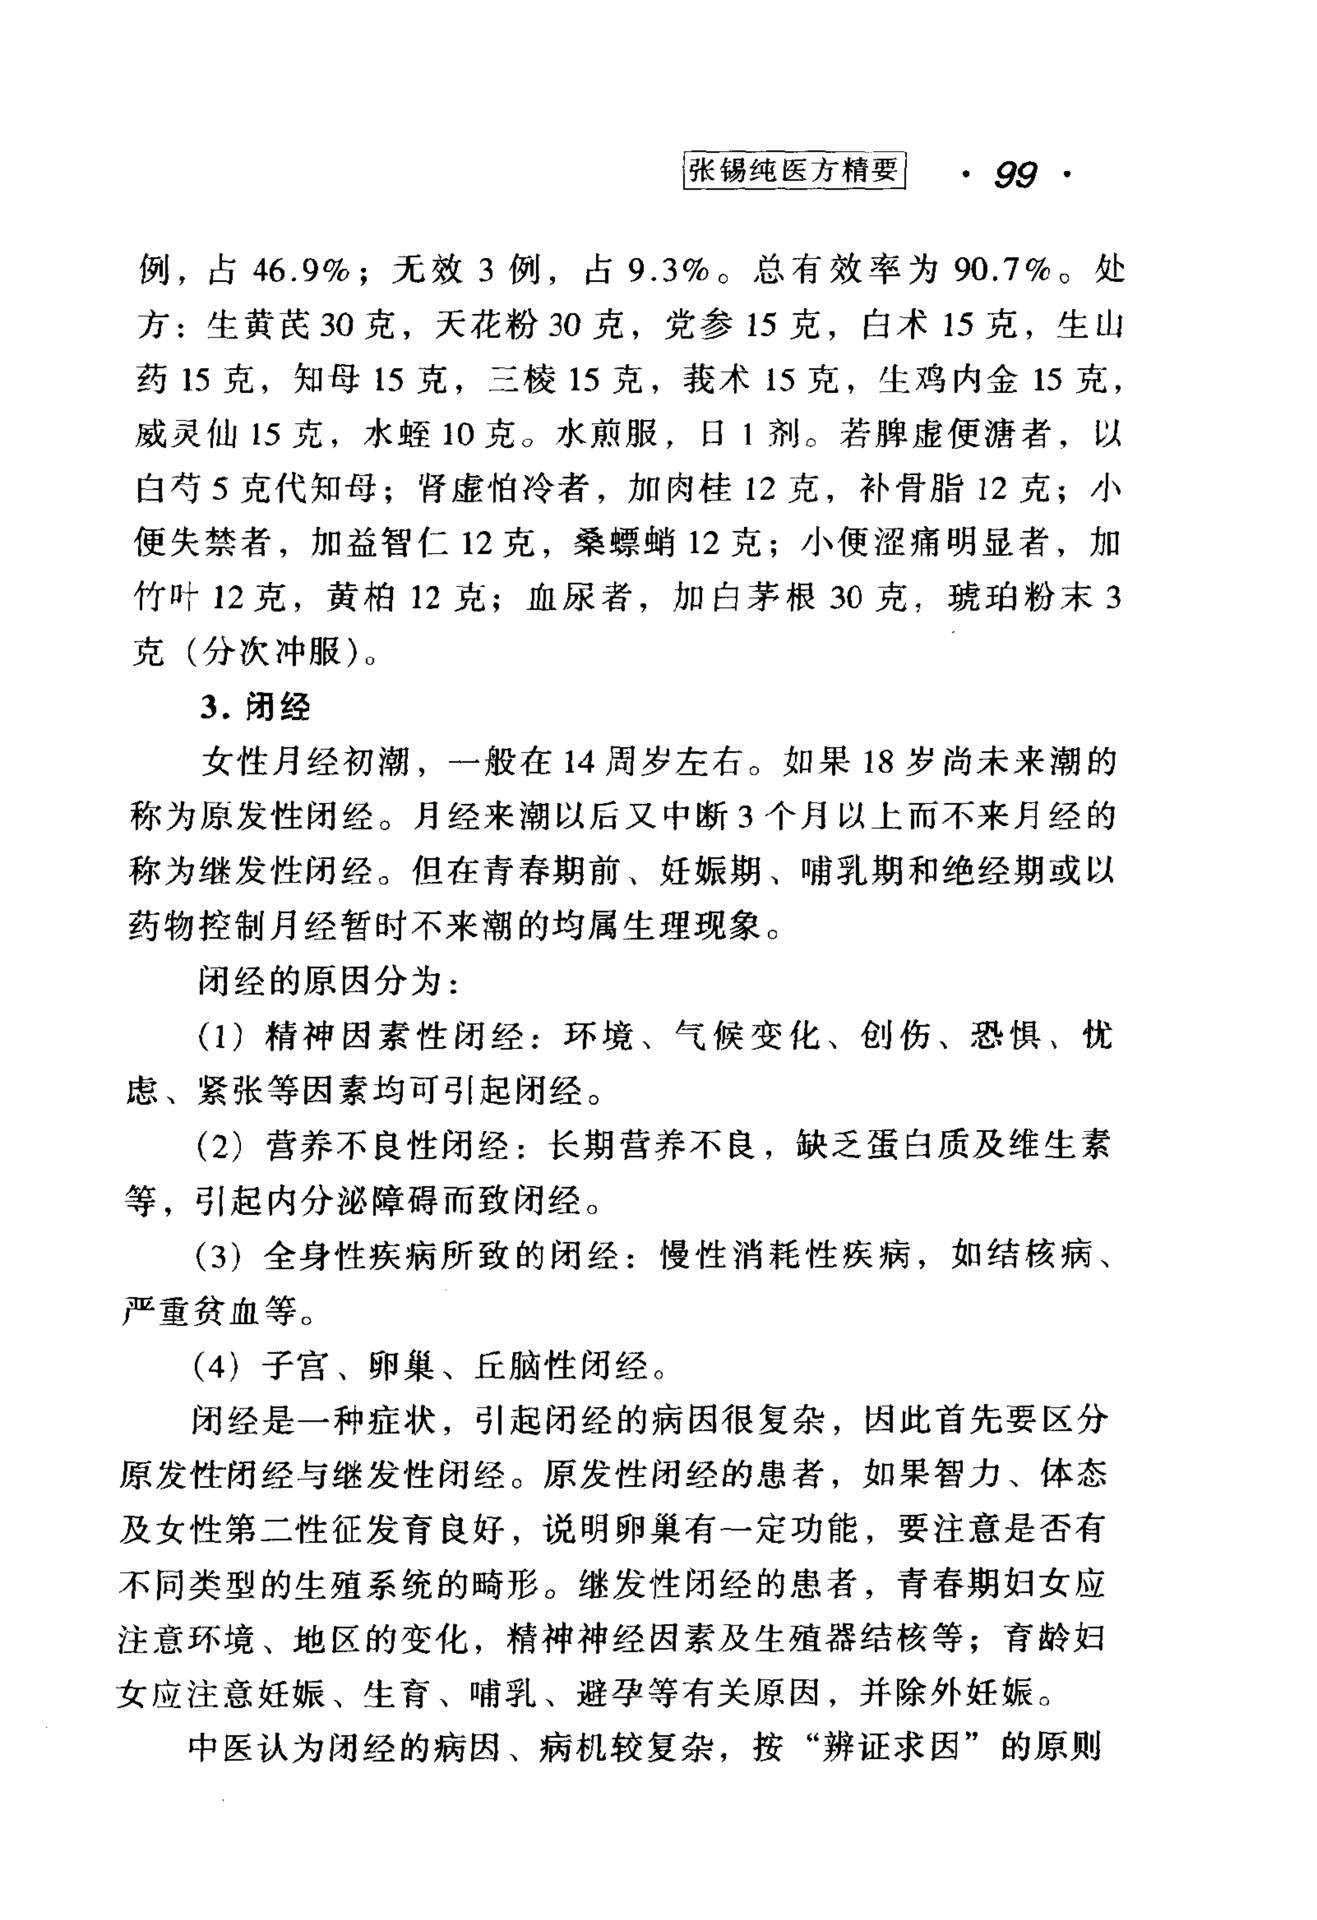 张锡纯医方精要 · 99 ·
例，占 46.9%；无效 3 例，占 9.3%。总有效率为 90.7%。处
方：生黄芪 30 克，天花粉 30 克，党参 15 克，白术 15 克，生山
药 15 克，知母 15 克，三棱 15 克，莪术 15 克，生鸡内金 15 克，
威灵仙 15 克，水蛭 10 克。水煎服，日 1 剂。若脾虚便溏者，以
白芍 5 克代知母；肾虚怕冷者，加肉桂 12 克，补骨脂 12 克；小
便失禁者，加益智仁 12 克，桑螵蛸 12 克；小便涩痛明显者，加
竹叶 12 克，黄柏 12 克；血尿者，加白茅根 30 克，琥珀粉末 3
克（分次冲服）。
3. 闭经
女性月经初潮，一般在 14 周岁左右。如果 18 岁尚未来潮的
称为原发性闭经。月经来潮以后又中断 3 个月以上而不来月经的
称为继发性闭经。但在青春期前、妊娠期、哺乳期和绝经期或以
药物控制月经暂时不来潮的均属生理现象。
闭经的原因分为：
(1) 精神因素性闭经：环境、气候变化、创伤、恐惧、忧
虑、紧张等因素均可引起闭经。
(2) 营养不良性闭经：长期营养不良，缺乏蛋白质及维生素
等，引起内分泌障碍而致闭经。
(3) 全身性疾病所致的闭经：慢性消耗性疾病，如结核病、
严重贫血等。
(4) 子宫、卵巢、丘脑性闭经。
闭经是一种症状，引起闭经的病因很复杂，因此首先要区分
原发性闭经与继发性闭经。原发性闭经的患者，如果智力、体态
及女性第二性征发育良好，说明卵巢有一定功能，要注意是否有
不同类型的生殖系统的畸形。继发性闭经的患者，青春期妇女应
注意环境、地区的变化，精神神经因素及生殖器结核等；育龄妇
女应注意妊娠、生育、哺乳、避孕等有关原因，并除外妊娠。
中医认为闭经的病因、病机较复杂，按“辨证求因”的原则